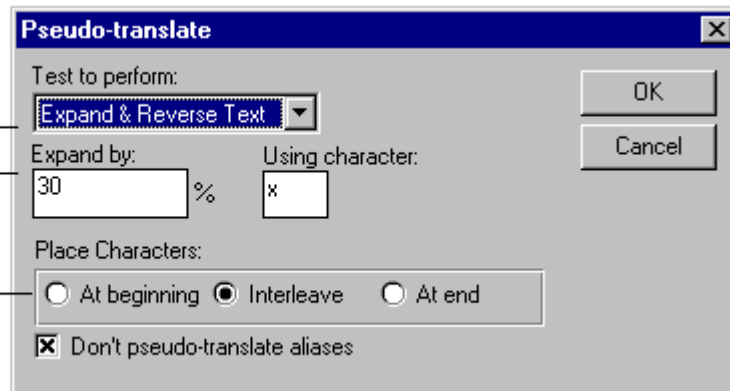 Pseudo-translate
Test to perform:
Expand & Reverse Text
OK
Expand by:
Using character:
Cancel
30
%
x
Place Characters:
At beginning
Interleave
At end
Don't pseudo-translate aliases